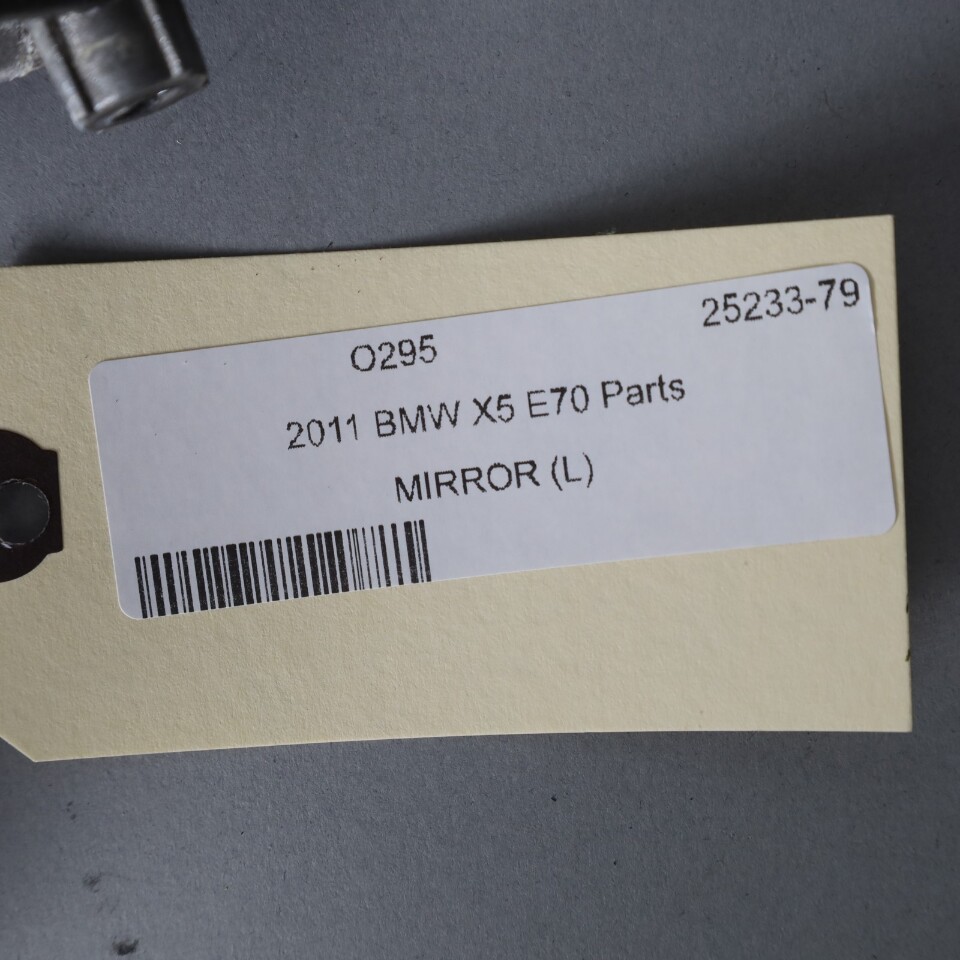 25233-79
O295
2011 BMW X5 E70 Parts
MIRROR (L)